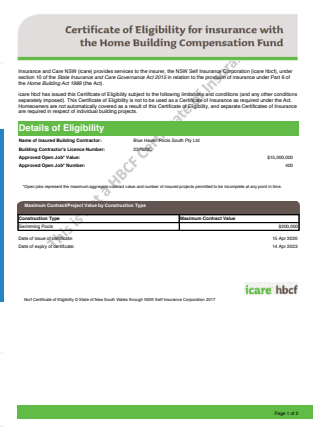 Certificate of Eligibility for insurance with
the Home Building Compensation Fund
Insurance and Care NSW (icare) provides services to the insurer, the NSW Self Insurance Corporation (icare hbcf), under
section 10 of the State Insurance and Care Governance Act 2015 in relation to the provision of insurance under Part 6 of
the Home Building Act 1989 (the Act).
icare hbcf has issued this Certificate of Eligibility subject to the following limitations and conditions (and any other conditions
separately imposed). This Certificate of Eligibility is not to be used as a Certificate of Insurance as required under the Act.
Homeowners are not automatically covered as a result of this Certificate of Eligibility, and separate Certificates of Insurance
are required in respect of individual building projects.
Details of Eligibility
Name of Insured Building Contractor: Blue Haven Pools South Pty Ltd
Building Contractor's Licence Number:
Approved Open Job* Value: $15,000,000
Approved Open Job* Number: 400
*Open jobs represent the maximum aggregate contract value and number of insured projects permitted to be incomplete at any point in time.
Maximum Contract/Project Value by Construction Type
Construction Type Maximum Contract Value
Swimming Pools $200,000
Date of issue of certificate: 15 Apr 2020
Date of expiry of certificate: 14 Apr 2023
icare hbcf
hbcf Certificate of Eligibility © State of New South Wales through NSW Self Insurance Corporation 2017
Page 1 of 3
This is not a HBCF Certificate of Insurance